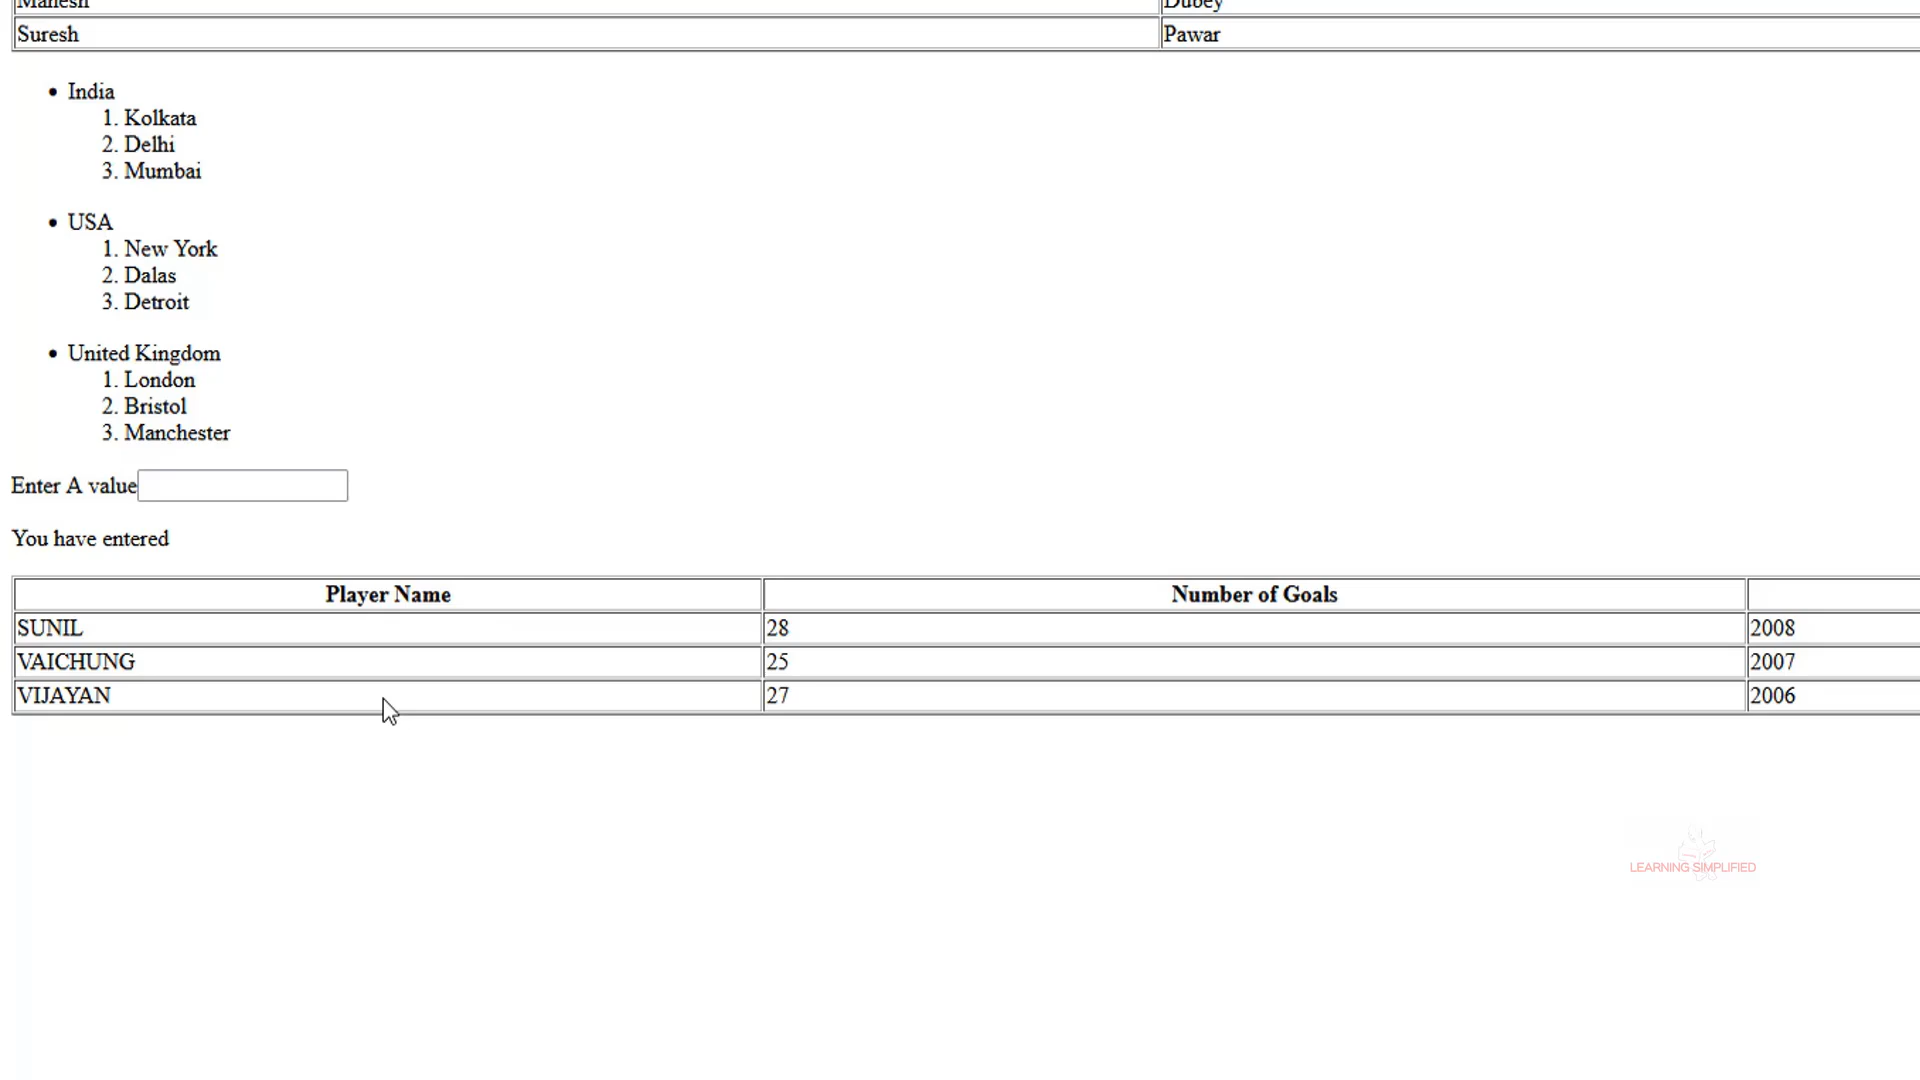 Mahesh Dubey
Suresh Pawar
• India
1. Kolkata
2. Delhi
3. Mumbai
• USA
1. New York
2. Dalas
3. Detroit
• United Kingdom
1. London
2. Bristol
3. Manchester
Enter A value
You have entered
Player Name Number of Goals
SUNIL 28 2008
VAICHUNG 25 2007
VIJAYAN 27 2006
LEARNING SIMPLIFIED